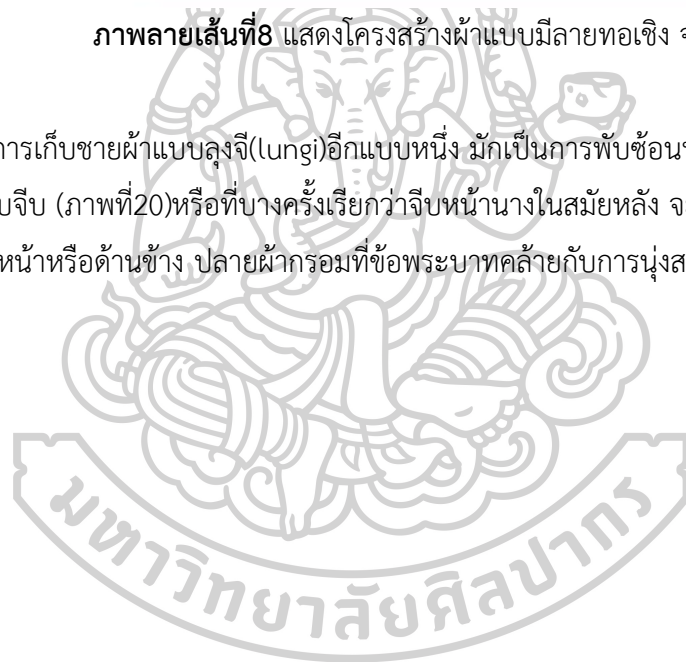 ภาพลายเส้นที่8 แสดงโครงสร้างผ้าแบบมีลายทอเชิง
การเก็บชายผ้าแบบลุงจี(lungi)อีกแบบหนึ่ง มักเป็นการพับซ้อน
จีบ (ภาพที่20)หรือที่บางครั้งเรียกว่าจีบหน้านางในสมัยหลัง
หน้าหรือด้านข้าง ปลายผ้ากรอมที่ข้อพระบาทคล้ายกับการนุ่ง
มหาวิทยาลัยศิลปากร